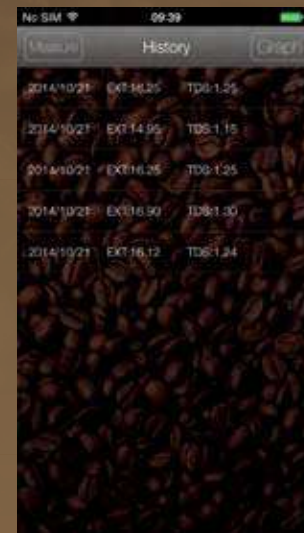 No SIM 09:39
Measure History Graph
2014/10/21 EXT:16.25 TDS:1.25
2014/10/21 EXT:14.95 TDS:1.15
2014/10/21 EXT:16.25 TDS:1.25
2014/10/21 EXT:16.90 TDS:1.30
2014/10/21 EXT:16.12 TDS:1.24